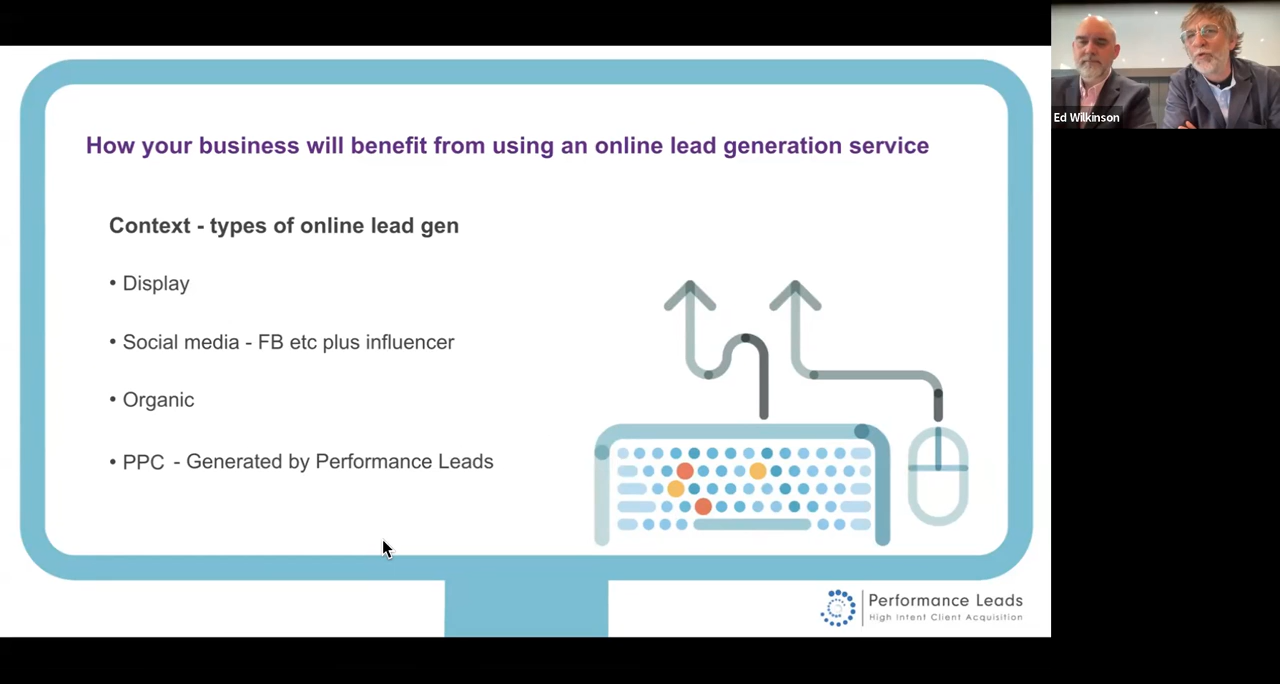 How your business will benefit from using an online lead generation service
Context - types of online lead gen
• Display
• Social media - FB etc plus influencer
• Organic
• PPC - Generated by Performance Leads
Performance Leads
High Intent Client Acquisition
Ed Wilkinson